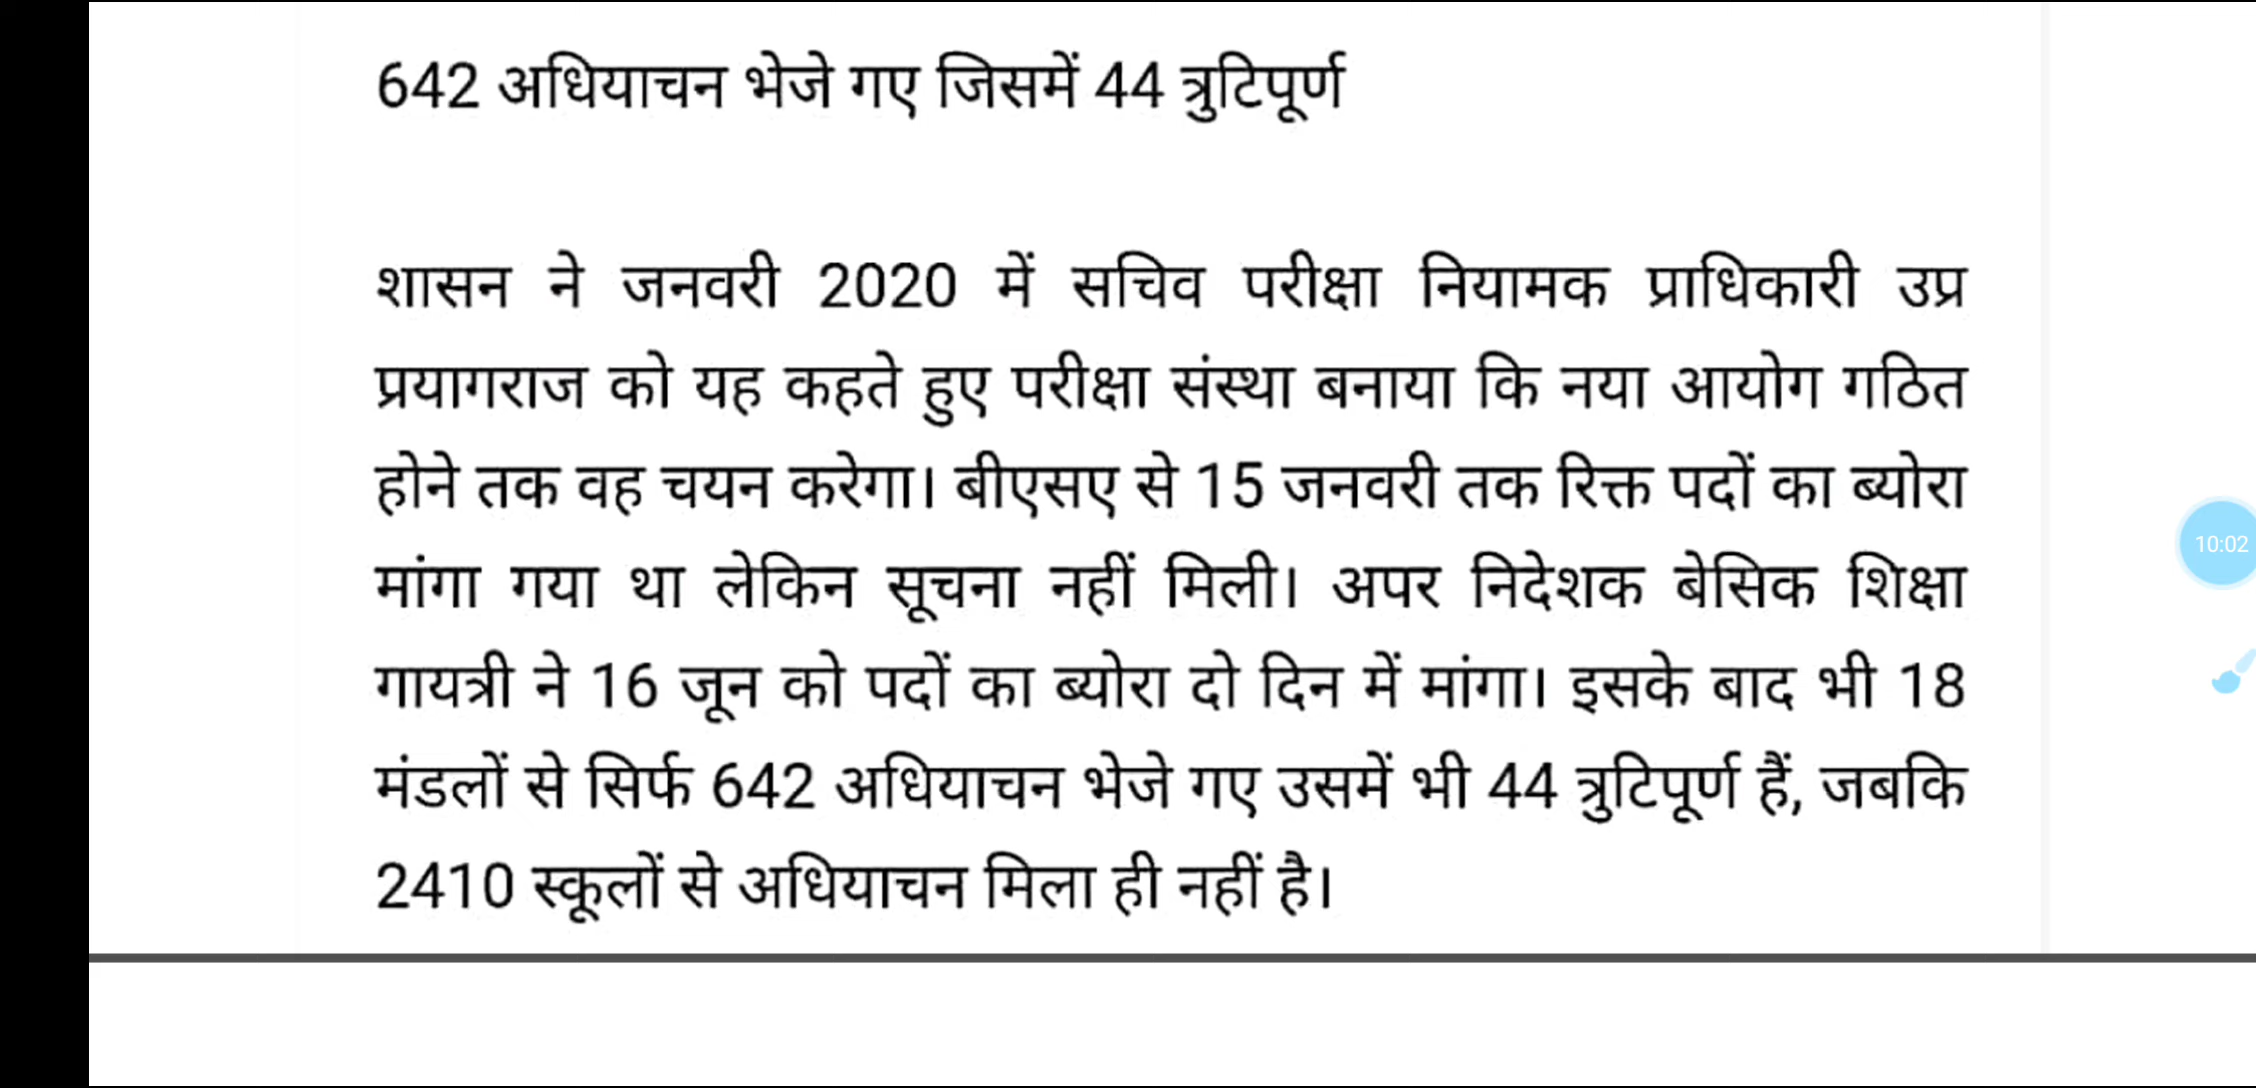 642 अधियाचन भेजे गए जिसमें 44 त्रुटिपूर्ण
शासन ने जनवरी 2020 में सचिव परीक्षा नियामक प्राधिकारी उप्र
प्रयागराज को यह कहते हुए परीक्षा संस्था बनाया कि नया आयोग गठित
होने तक वह चयन करेगा। बीएसए से 15 जनवरी तक रिक्त पदों का ब्योरा
मांगा गया था लेकिन सूचना नहीं मिली। अपर निदेशक बेसिक शिक्षा
गायत्री ने 16 जून को पदों का ब्योरा दो दिन में मांगा। इसके बाद भी 18
मंडलों से सिर्फ 642 अधियाचन भेजे गए उसमें भी 44 त्रुटिपूर्ण हैं, जबकि
2410 स्कूलों से अधियाचन मिला ही नहीं है।
10:02